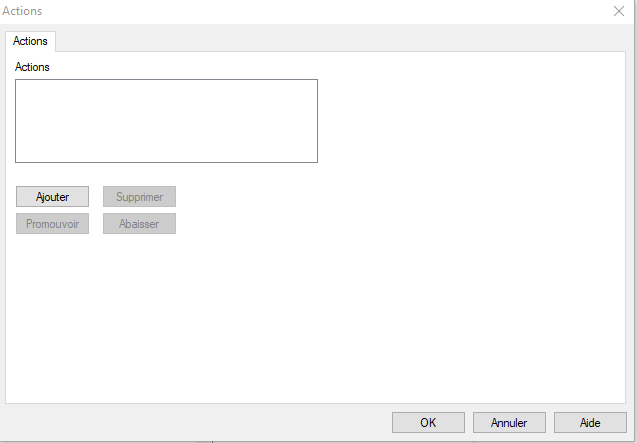 Actions
Actions
Actions
Ajouter Supprimer
Promouvoir Abaisser
OK Annuler Aide